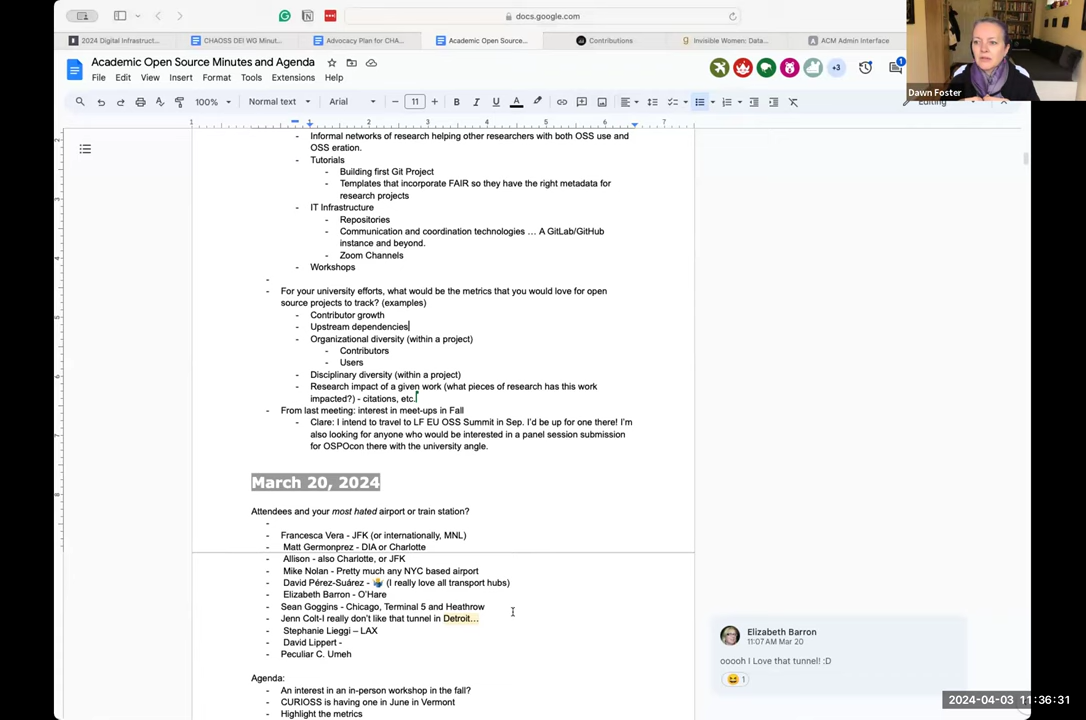 docs.google.com
2024 Digital Infrastruct...
CHAOSS DEI WG Minut...
Advocacy Plan for CHA...
Academic Open Source...
Contributions
Invisible Women: Data...
ACM Admin Interface
Academic Open Source Minutes and Agenda
File Edit View Insert Format Tools Extensions Help
+3
1
Dawn Foster
100%
Normal text
Arial
11
Editing
1 1 2 3 4 5 6 7
- Informal networks of research helping other researchers with both OSS use and
OSS eration.
- Tutorials
- Building first Git Project
- Templates that incorporate FAIR so they have the right metadata for
research projects
- IT Infrastructure
- Repositories
- Communication and coordination technologies … A GitLab/GitHub
instance and beyond.
- Zoom Channels
- Workshops
-
- For your university efforts, what would be the metrics that you would love for open
source projects to track? (examples)
- Contributor growth
- Upstream dependencies
- Organizational diversity (within a project)
- Contributors
- Users
- Disciplinary diversity (within a project)
- Research impact of a given work (what pieces of research has this work
impacted?) - citations, etc.
- From last meeting: interest in meet-ups in Fall
- Clare: I intend to travel to LF EU OSS Summit in Sep. I'd be up for one there! I'm
also looking for anyone who would be interested in a panel session submission
for OSPOcon there with the university angle.
March 20, 2024
Attendees and your most hated airport or train station?
-
- Francesca Vera - JFK (or internationally, MNL)
- Matt Germonprez - DIA or Charlotte
- Allison - also Charlotte, or JFK
- Mike Nolan - Pretty much any NYC based airport
- David Pérez-Suárez - 🤷 (I really love all transport hubs)
- Elizabeth Barron - O'Hare
- Sean Goggins - Chicago, Terminal 5 and Heathrow
- Jenn Colt-I really don't like that tunnel in Detroit…
- Stephanie Lieggi – LAX
- David Lippert -
- Peculiar C. Umeh
Agenda:
- An interest in an in-person workshop in the fall?
- CURIOSS is having one in June in Vermont
- Highlight the metrics
Elizabeth Barron
11:07 AM Mar 20
ooooh I Love that tunnel! :D
😆 1
2024-04-03 11:36:31